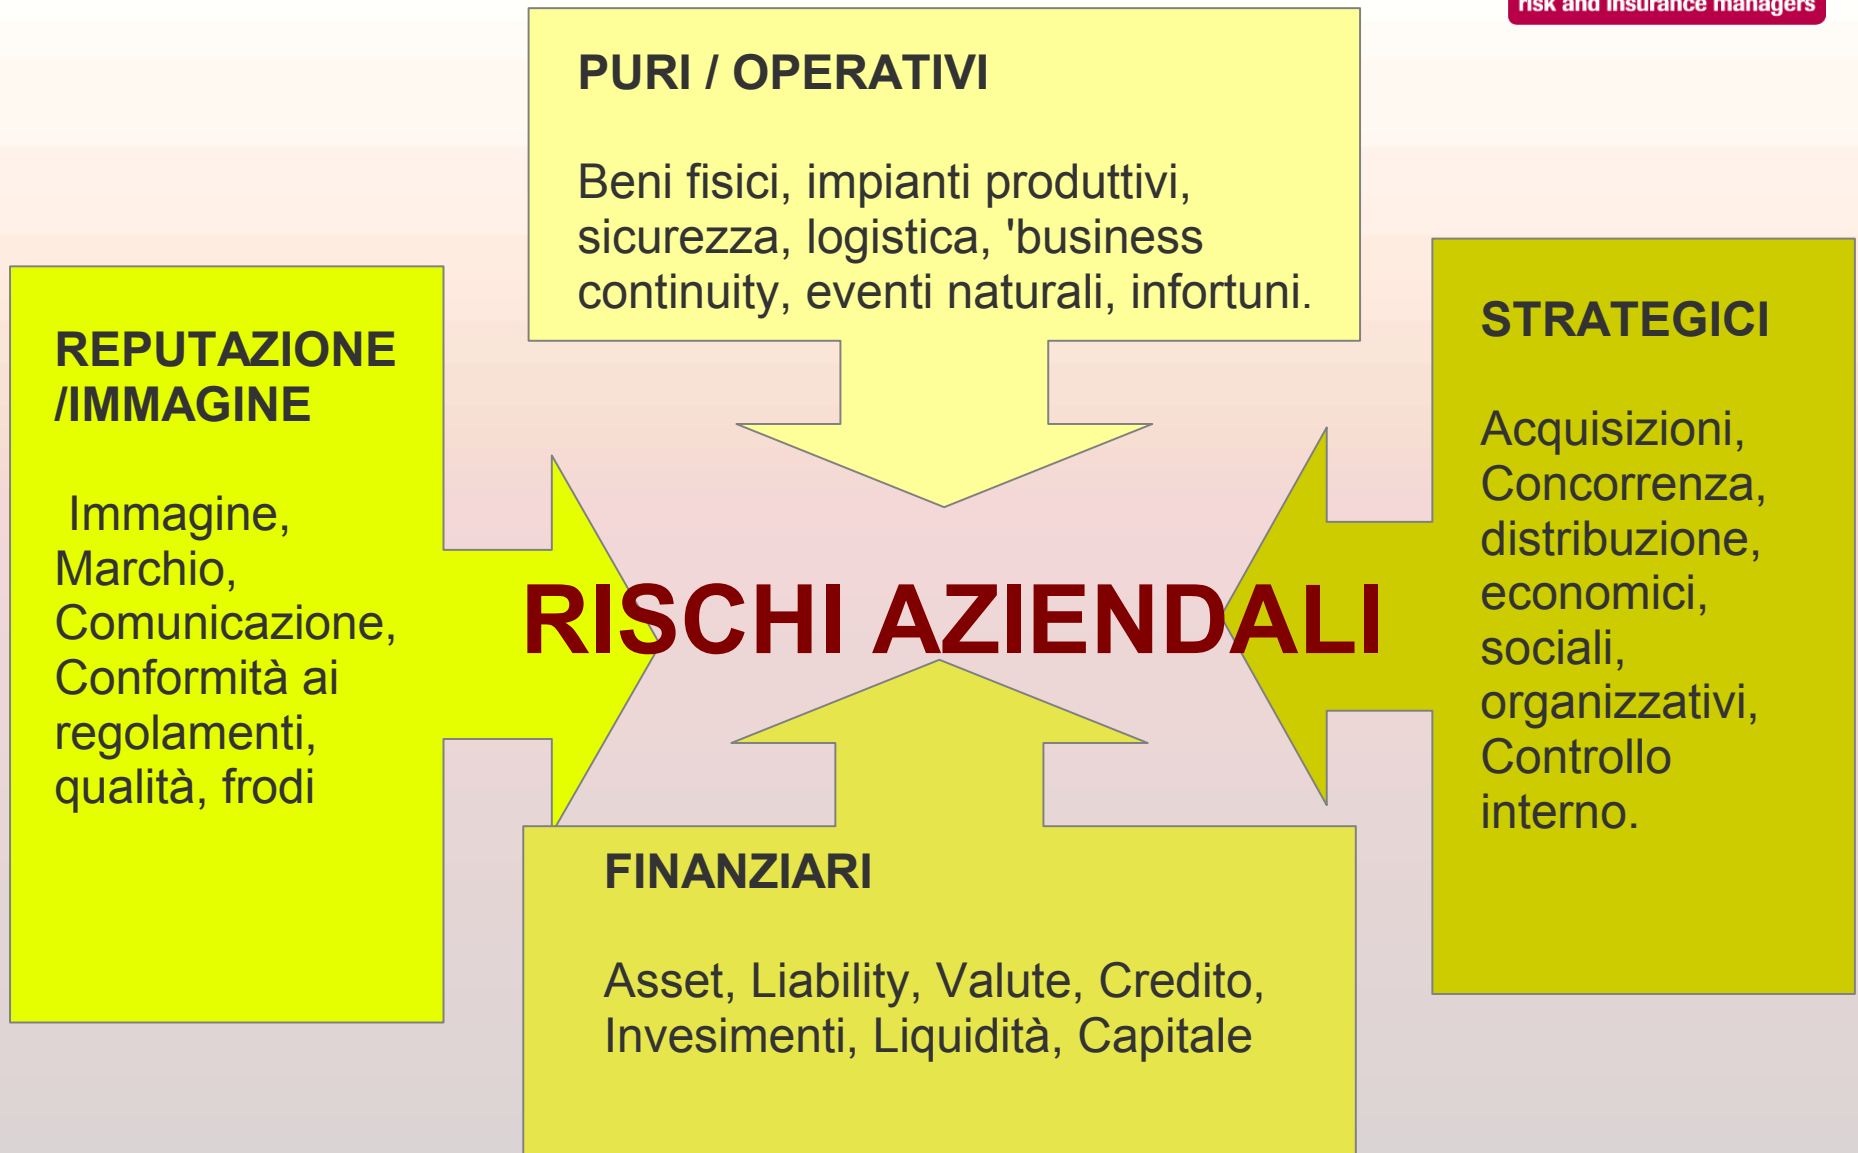 risk and insurance managers
PURI / OPERATIVI
Beni fisici, impianti produttivi,
sicurezza, logistica, 'business
continuity, eventi naturali, infortuni.
REPUTAZIONE
/IMMAGINE
Immagine,
Marchio,
Comunicazione,
Conformità ai
regolamenti,
qualità, frodi
RISCHI AZIENDALI
STRATEGICI
Acquisizioni,
Concorrenza,
distribuzione,
economici,
sociali,
organizzativi,
Controllo
interno.
FINANZIARI
Asset, Liability, Valute, Credito,
Invesimenti, Liquidità, Capitale